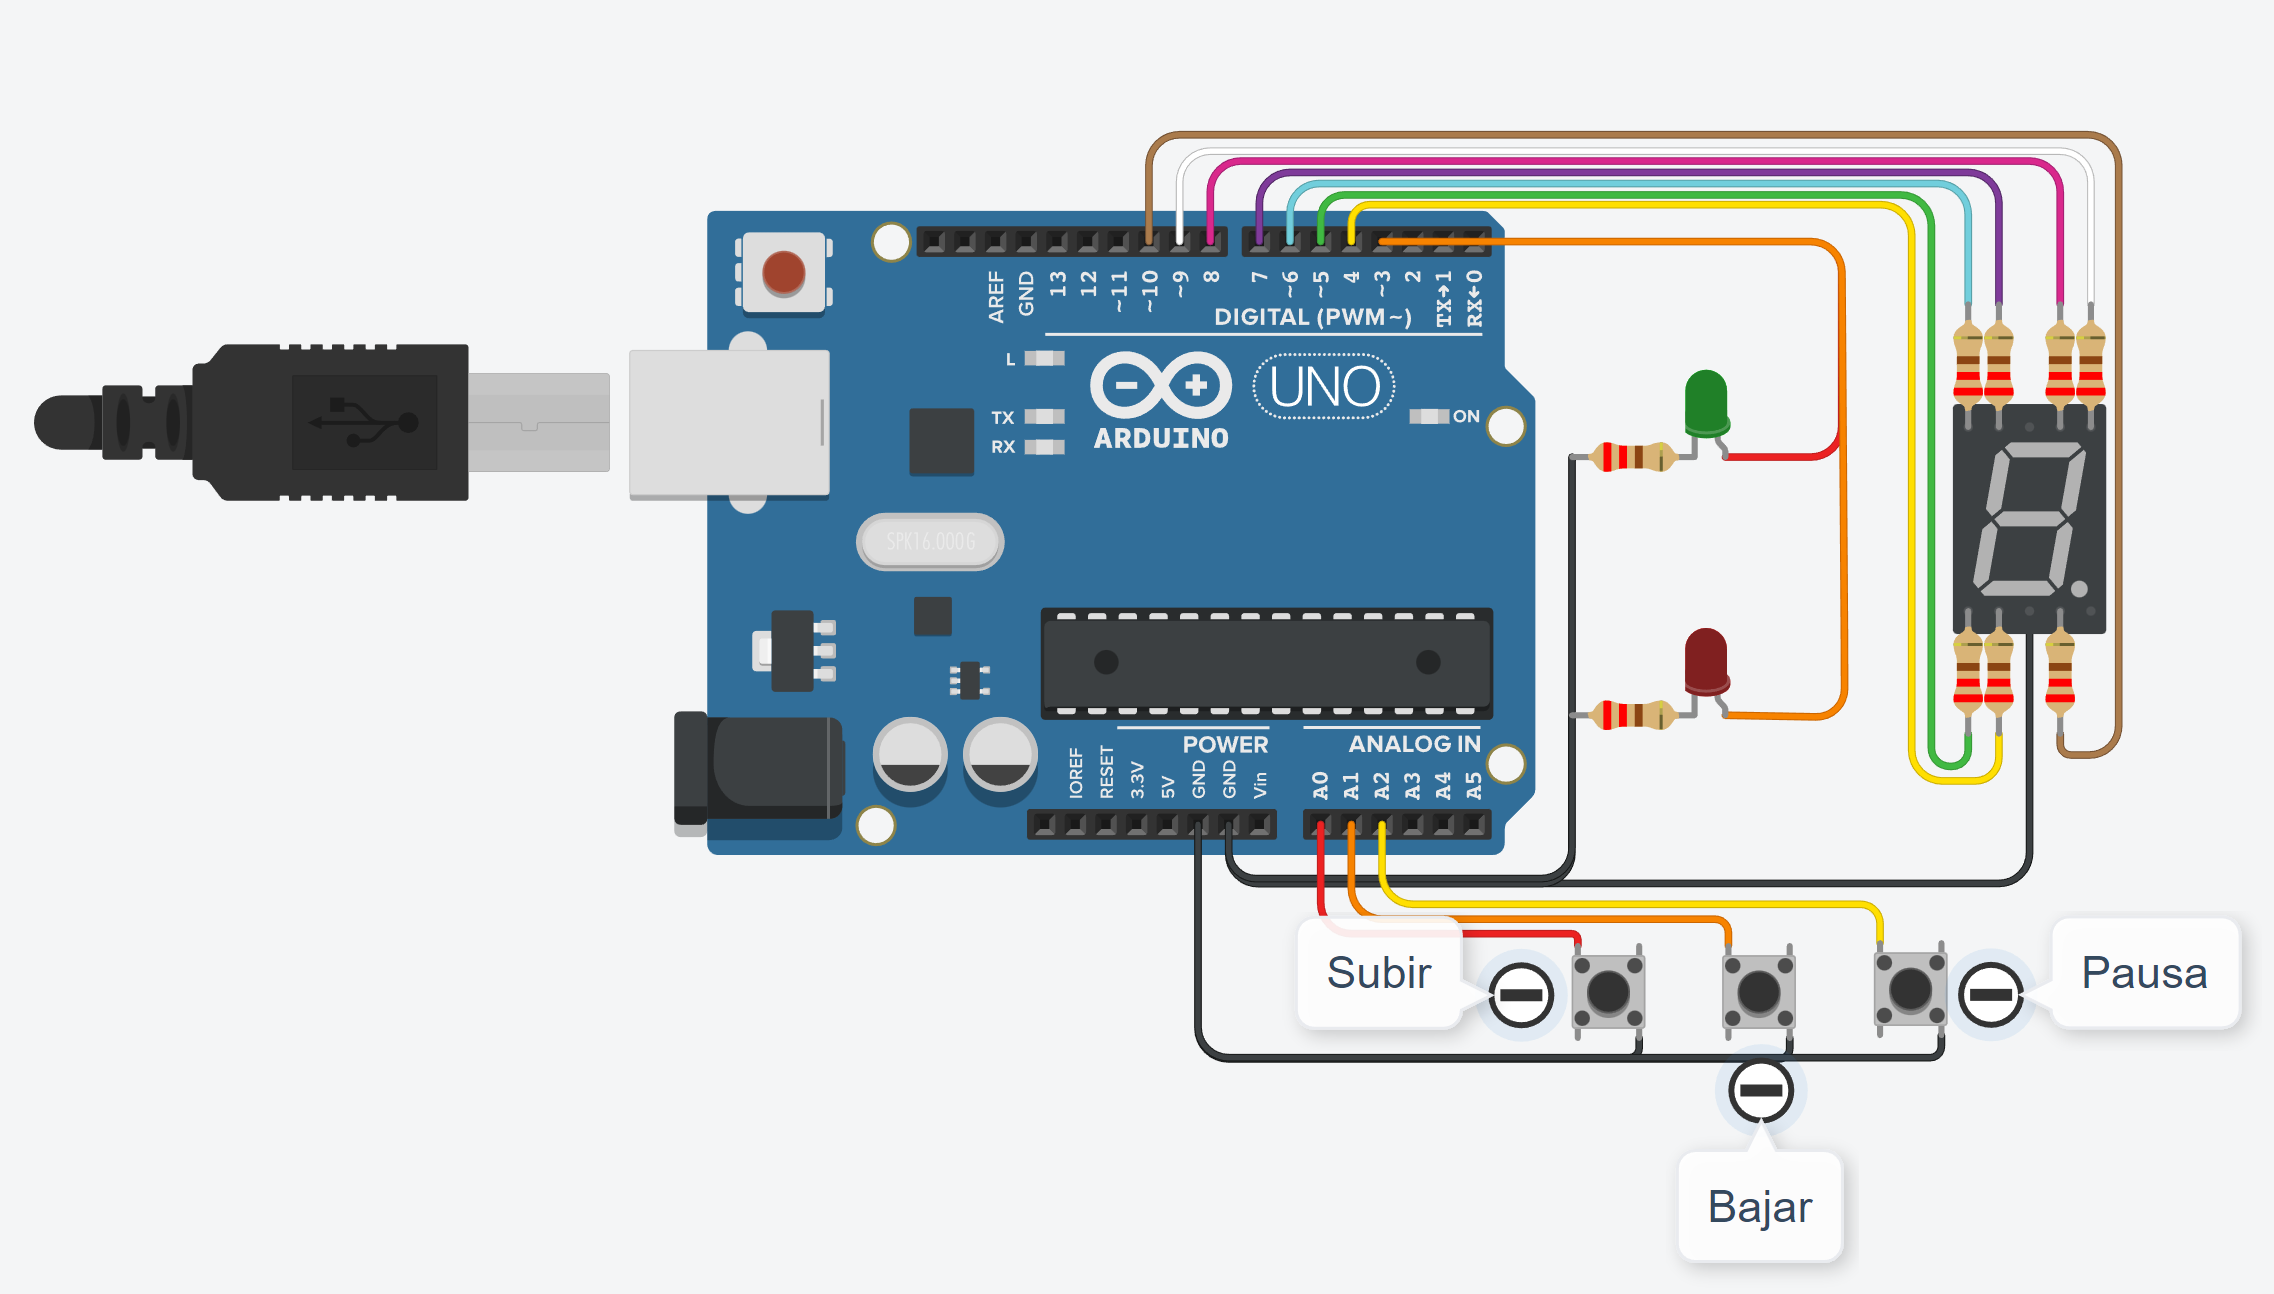 AREF
GND
13
12
~11
~10
~9
8
7
~6
~5
4
~3
2
TX→1
RX←0
DIGITAL (PWM~)
L
TX
RX
ARDUINO
UNO
ON
SPK16.000G
POWER
ANALOG IN
IOREF
RESET
3.3V
5V
GND
GND
Vin
A0
A1
A2
A3
A4
A5
Subir
Pausa
Bajar